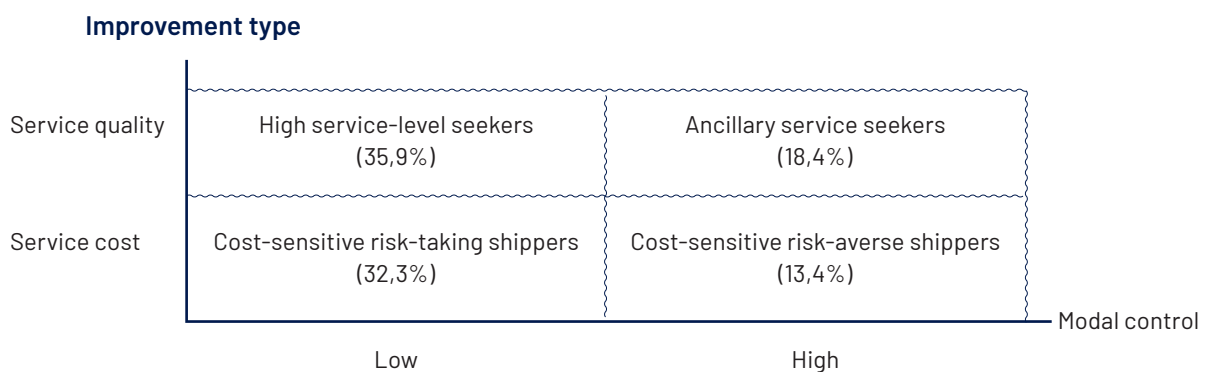 Improvement type
Service quality
High service-level seekers
(35,9%)
Ancillary service seekers
(18,4%)
Service cost
Cost-sensitive risk-taking shippers
(32,3%)
Cost-sensitive risk-averse shippers
(13,4%)
Modal control
Low
High